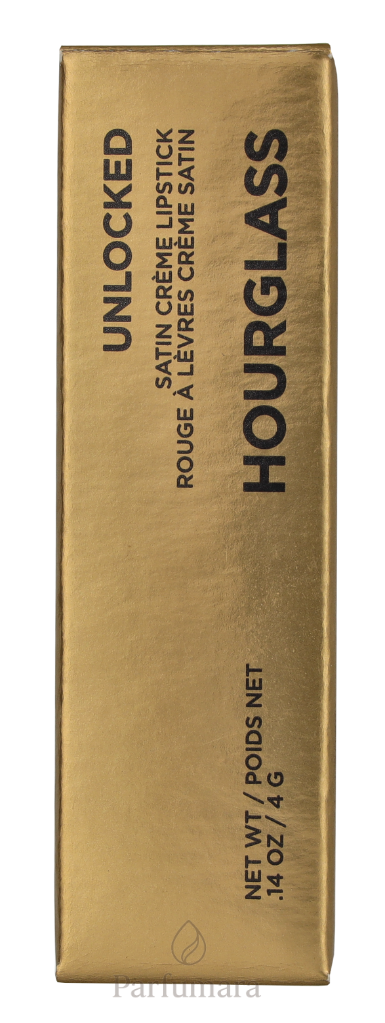 UNLOCKED
SATIN CRÈME LIPSTICK
ROUGE À LÈVRES CRÈME SATIN
HOURGLASS
NET WT / POIDS NET
.14 OZ / 4 G
Parfumara